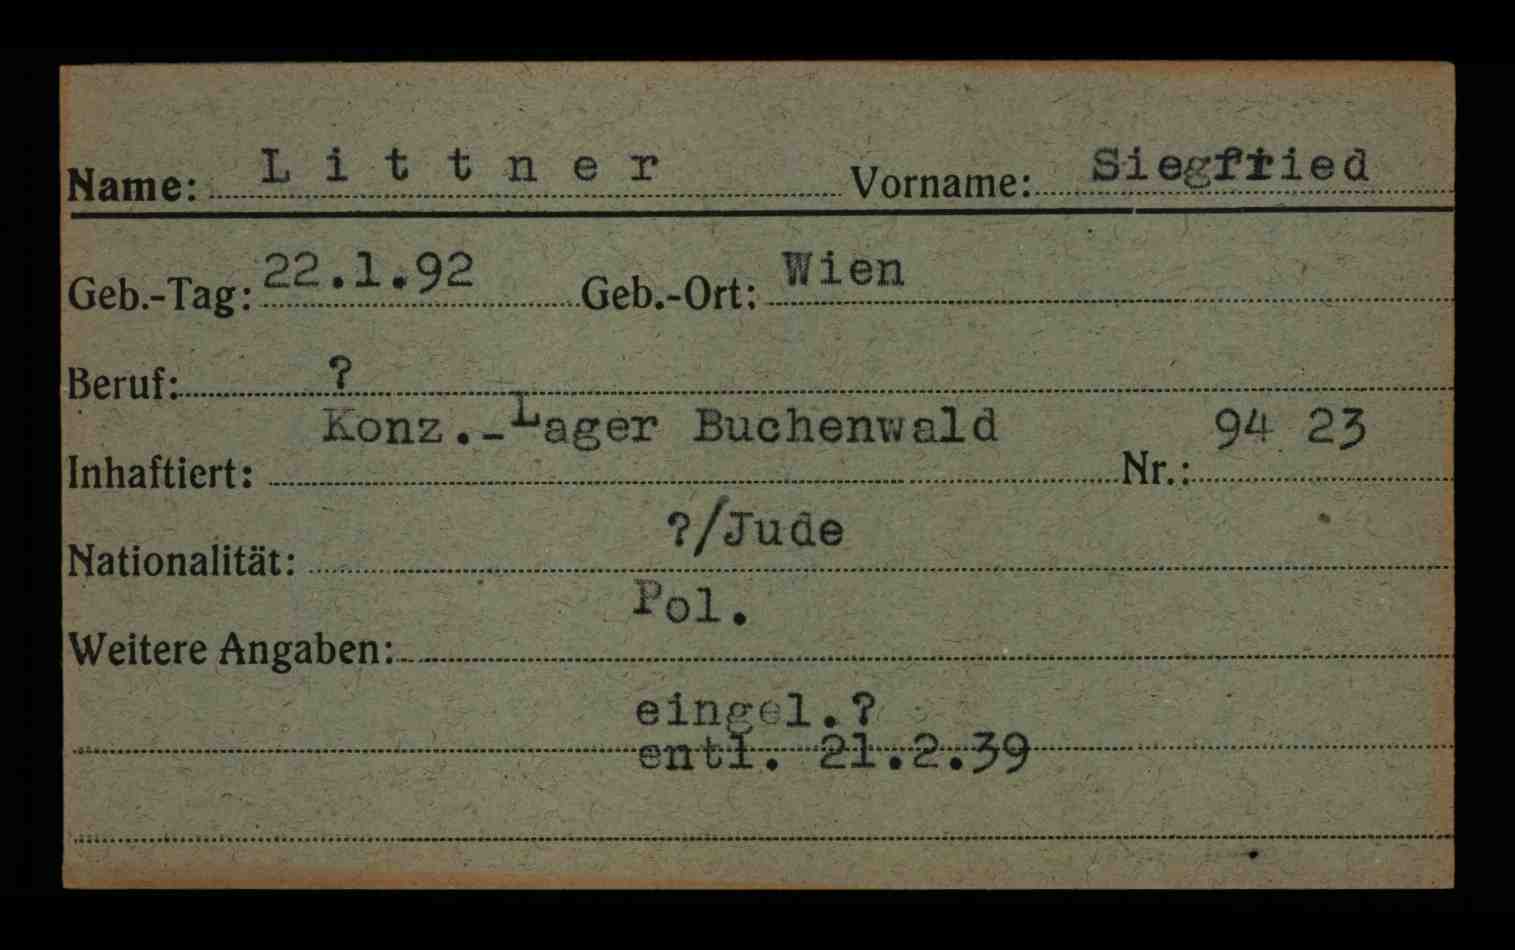 Name: Littner Vorname: Siegfried
Geb.-Tag: 22.1.92 Geb.-Ort: Wien
Beruf: ?
Konz.-Lager Buchenwald 94 23
Inhaftiert: Nr.:
?/Jude
Nationalität:
Pol.
Weitere Angaben:
eingel.?
entl. 21.2.39